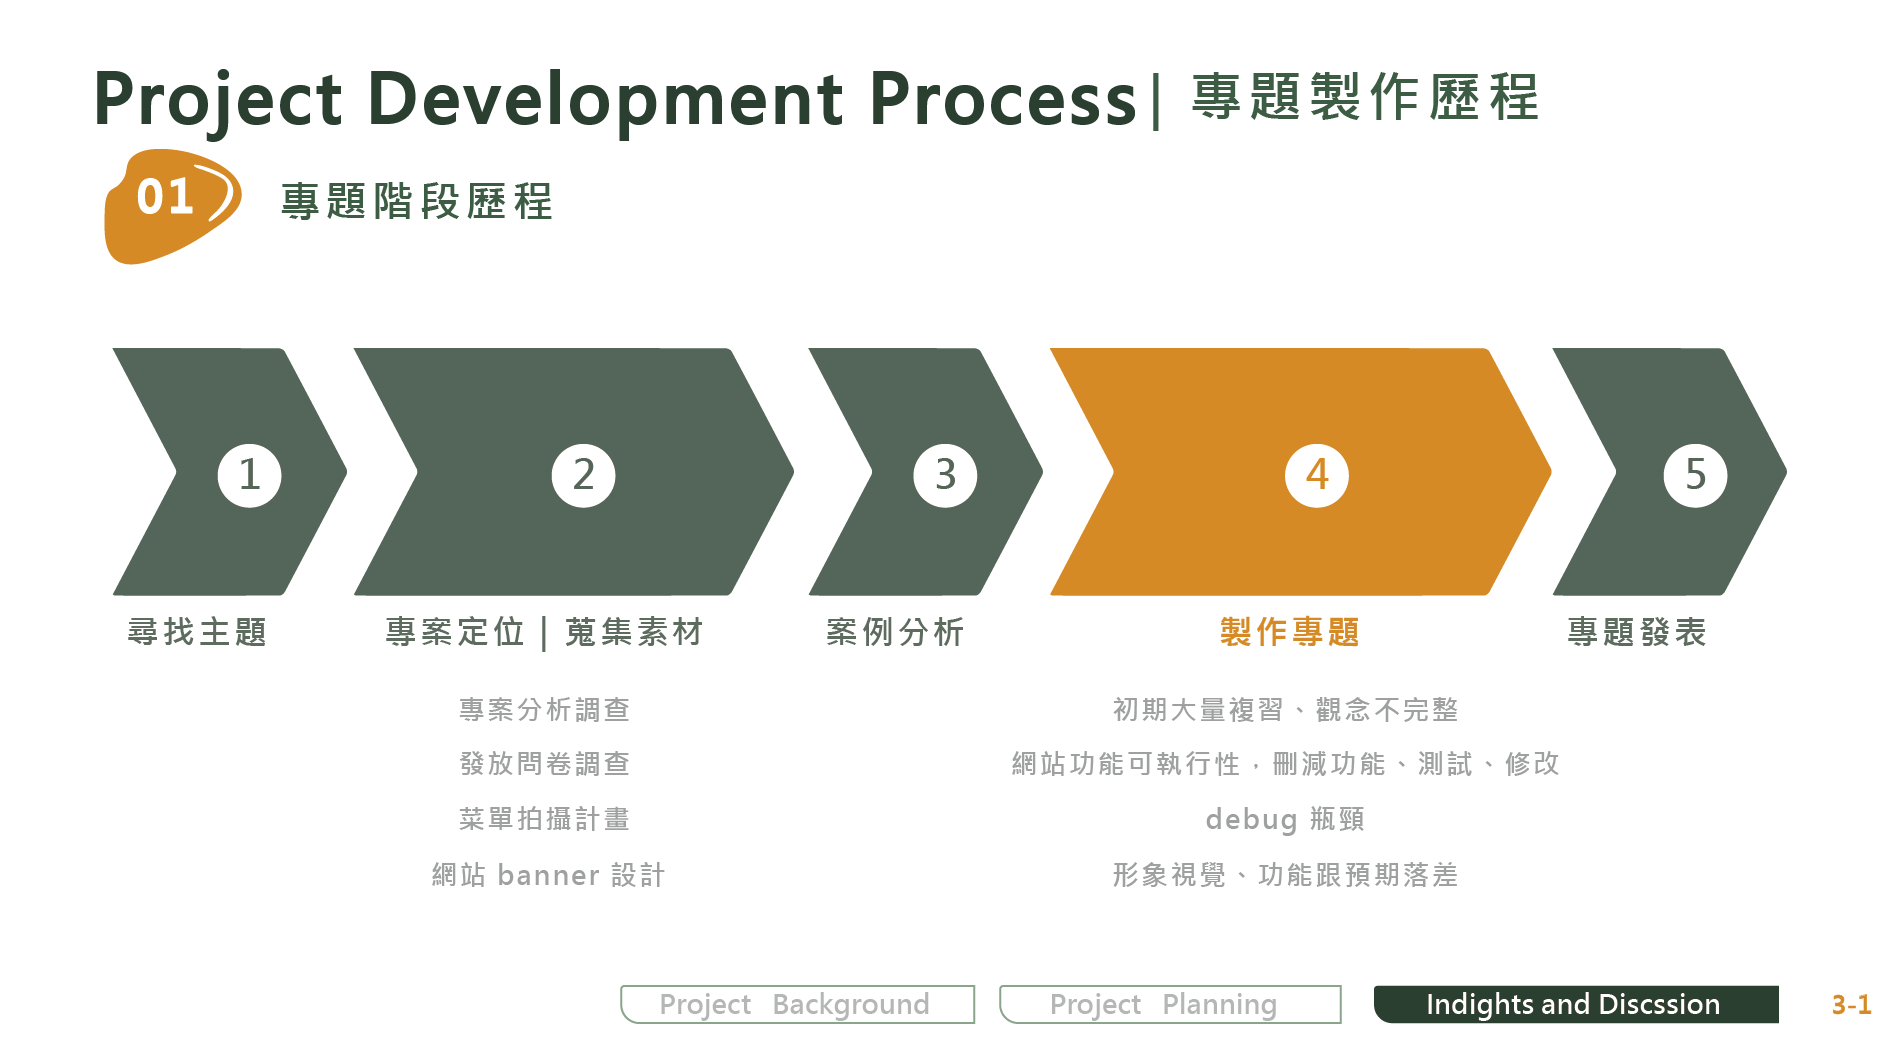 Project Development Process| 專題製作歷程
01
專題階段歷程
1
2
3
4
5
尋找主題
專案定位 | 蒐集素材
案例分析
製作專題
專題發表
專案分析調查
發放問卷調查
菜單拍攝計畫
網站 banner 設計
初期大量複習、觀念不完整
網站功能可執行性，刪減功能、測試、修改
debug 瓶頸
形象視覺、功能跟預期落差
Project Background
Project Planning
Indights and Discssion
3-1